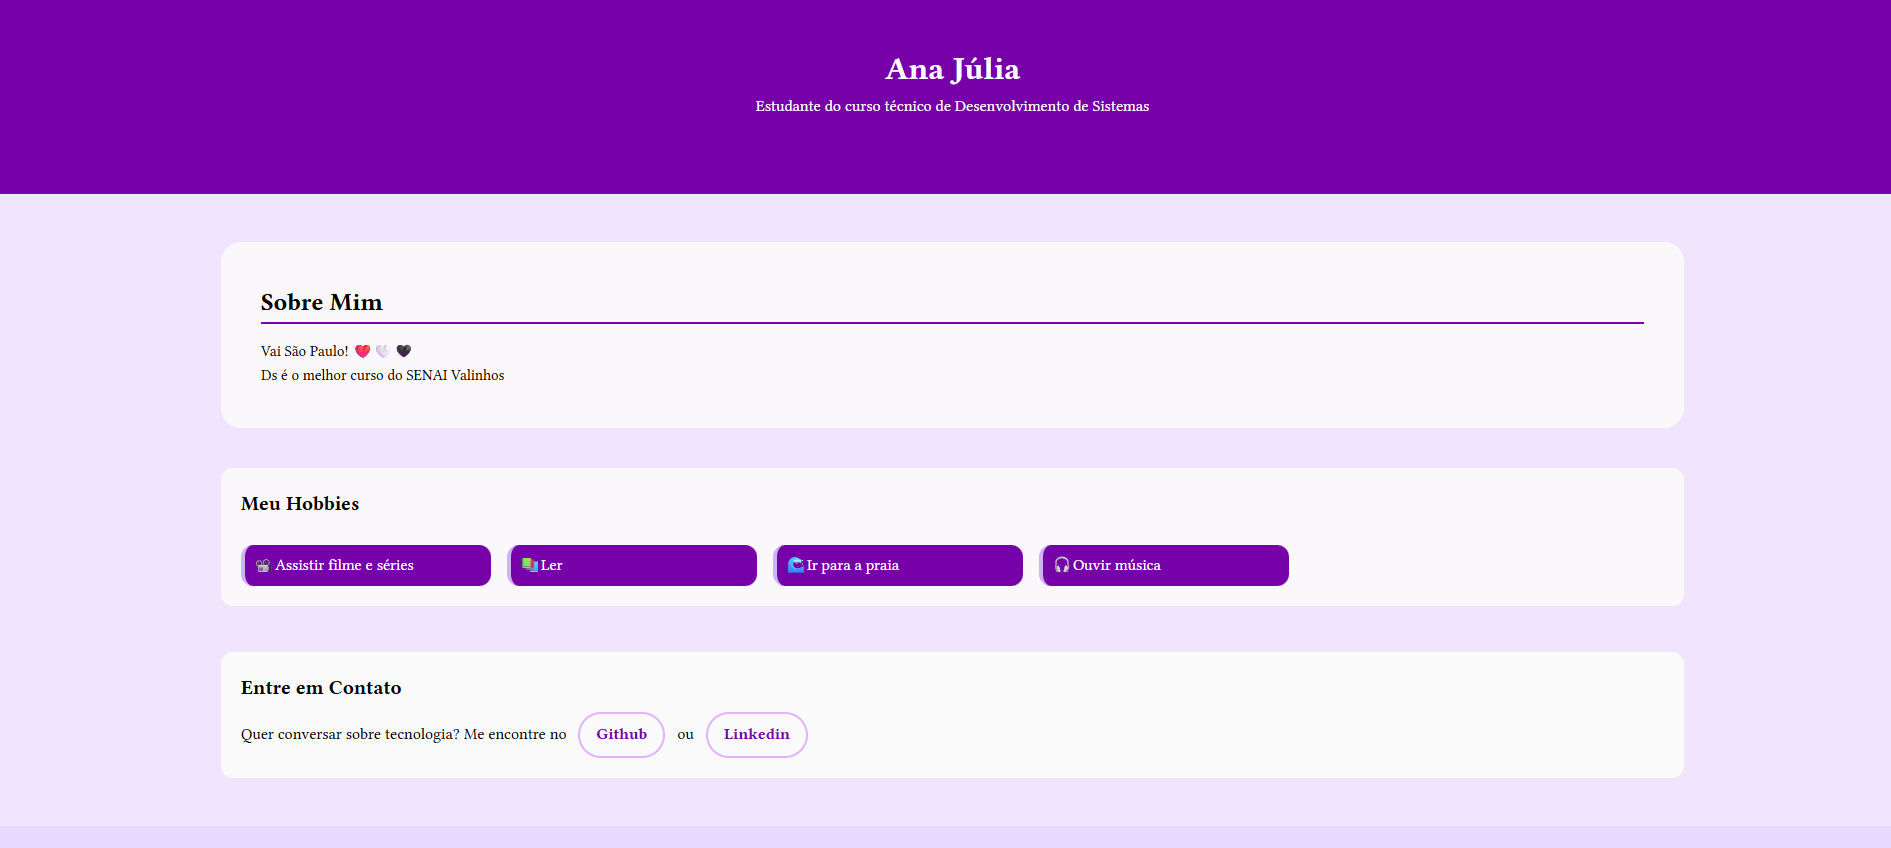 Ana Júlia
Estudante do curso técnico de Desenvolvimento de Sistemas
Sobre Mim
Vai São Paulo! ❤️ 🤍 🖤
Ds é o melhor curso do SENAI Valinhos
Meu Hobbies
📽️ Assistir filme e séries
📚 Ler
🌊 Ir para a praia
🎧 Ouvir música
Entre em Contato
Quer conversar sobre tecnologia? Me encontre no Github ou Linkedin